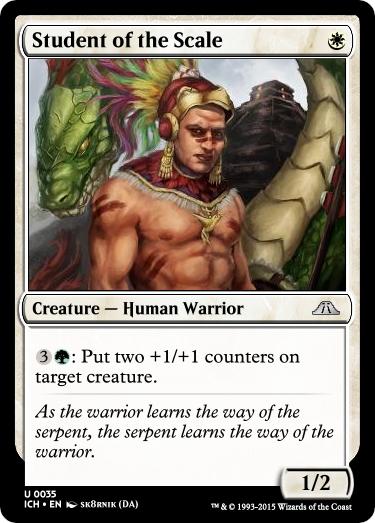 Student of the Scale
Creature — Human Warrior
3: Put two +1/+1 counters on
target creature.
As the warrior learns the way of the
serpent, the serpent learns the way of the
warrior.
1/2
U 0035
ICH • EN SK8RNIK (DA)
™ & © 1993-2015 Wizards of the Coast